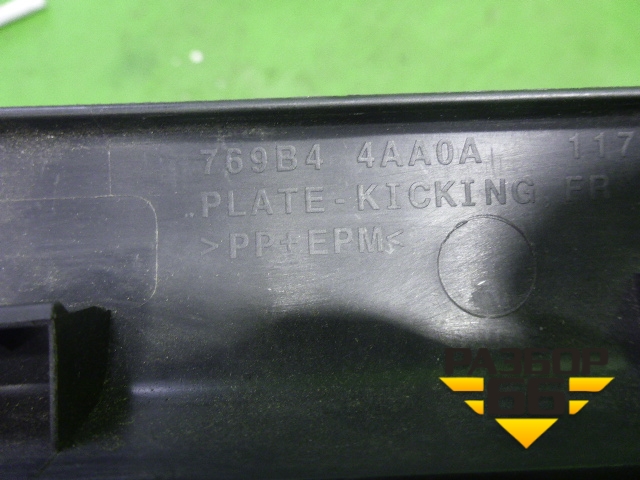 769B4 4AA0A 117
PLATE-KICKING FR
>PP+EPM<
РАЗБОР
66